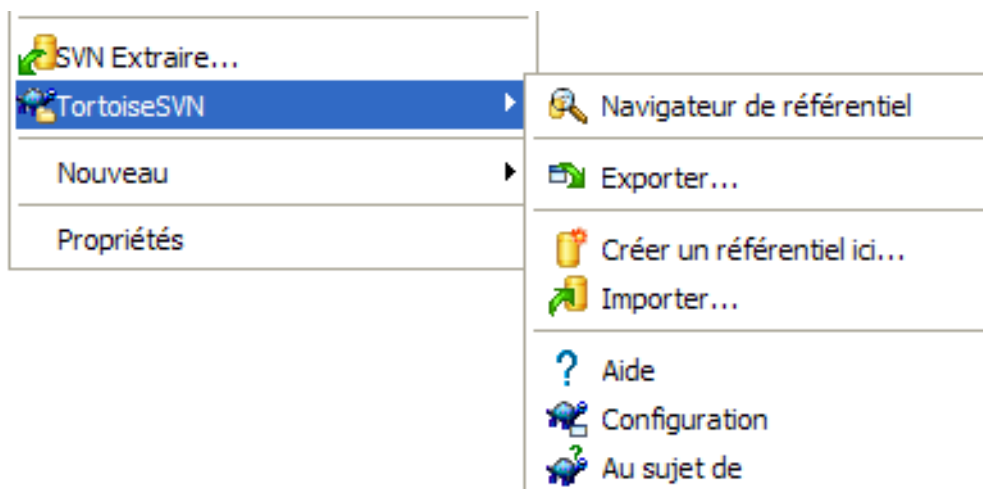 SVN Extraire...
TortoiseSVN
Nouveau
Propriétés
Navigateur de référentiel
Exporter...
Créer un référentiel ici...
Importer...
Aide
Configuration
Au sujet de